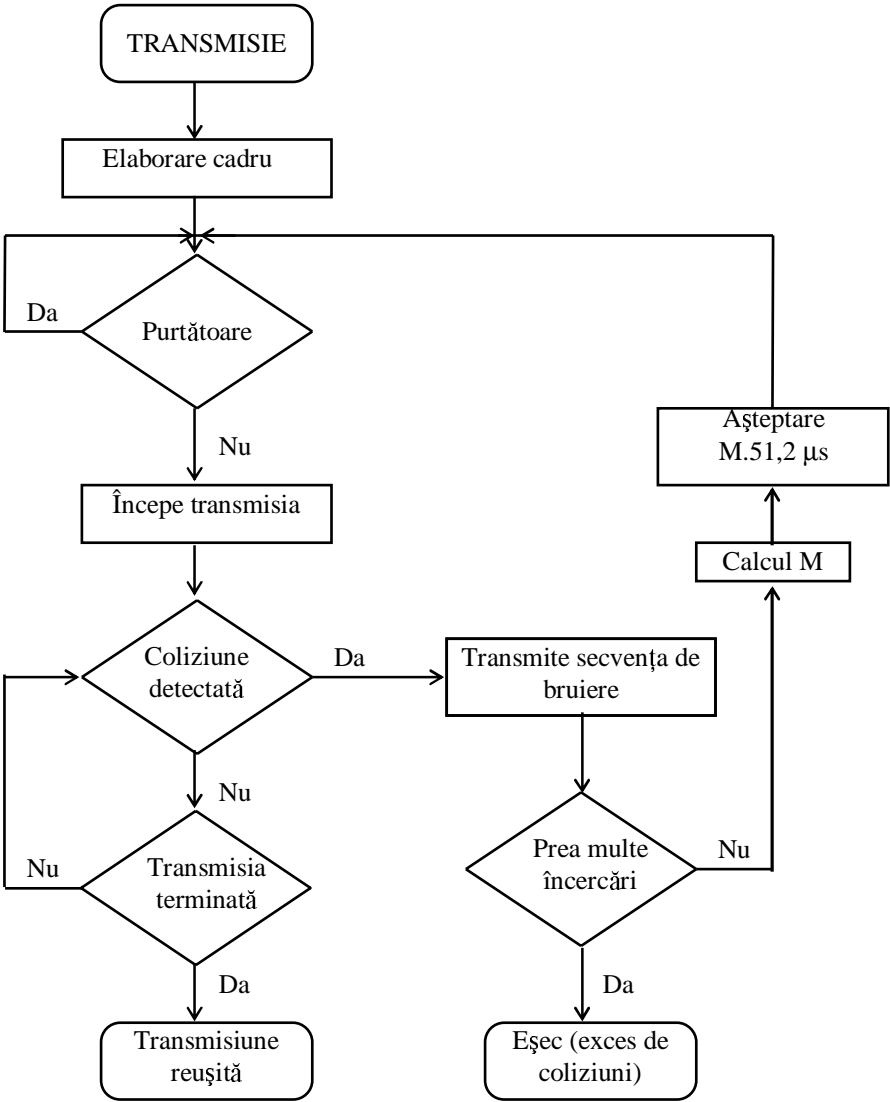 TRANSMISIE
Elaborare cadru
Da
Purtătoare
Nu
Începe transmisia
Coliziune
detectată
Da
Transmite secvența de
bruiere
Nu
Nu
Transmisia
terminată
Da
Transmisiune
reuşită
Prea multe
încercări
Nu
Da
Eşec (exces de
coliziuni)
Calcul M
Aşteptare
M.51,2 µs